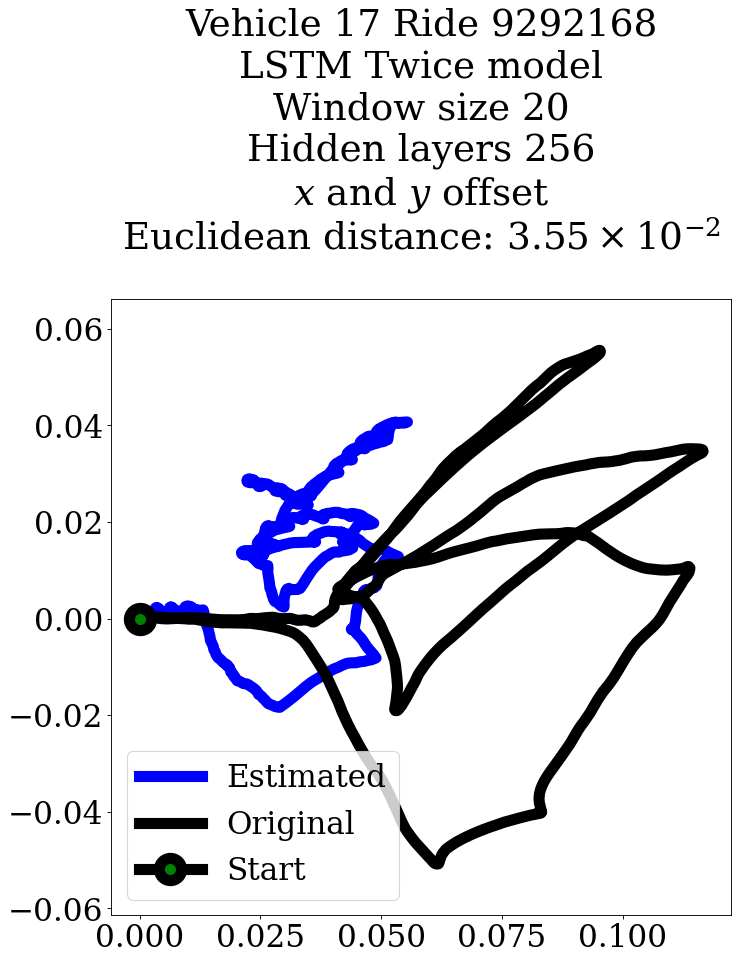 Vehicle 17 Ride 9292168
LSTM Twice model
Window size 20
Hidden layers 256
x and y offset
Euclidean distance: 3.55 × 10⁻²
0.06
0.04
0.02
0.00
−0.02
−0.04
−0.06
Estimated
Original
Start
0.000 0.025 0.050 0.075 0.100